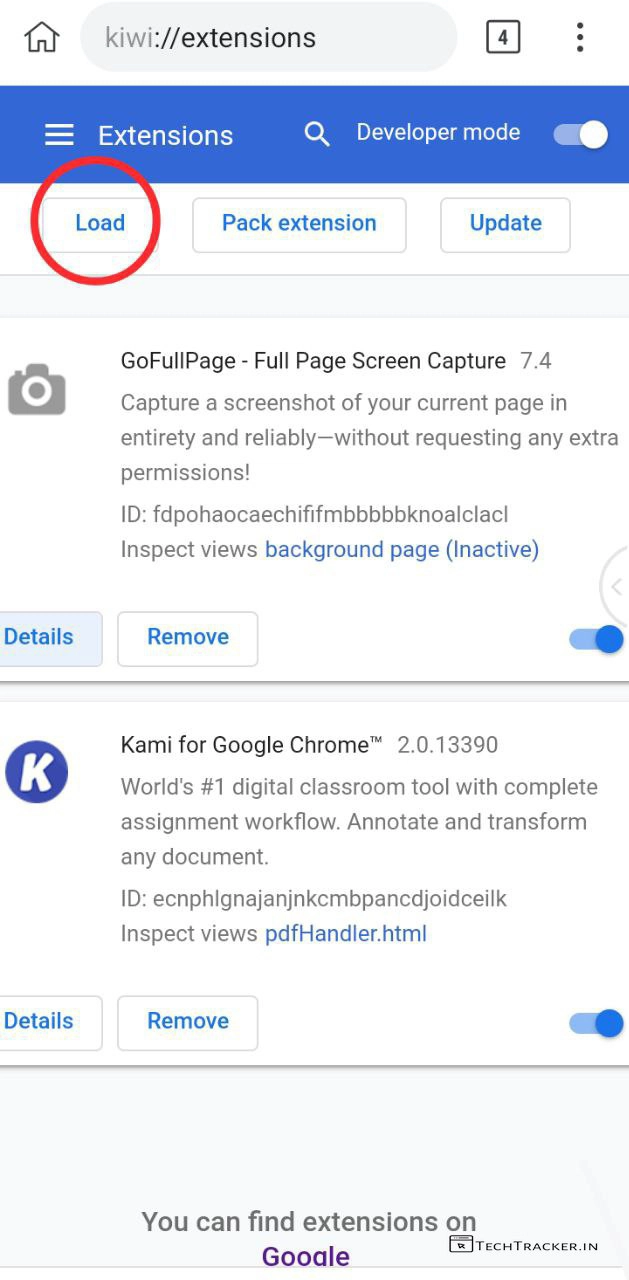 kiwi://extensions
4
Extensions
Developer mode
Load
Pack extension
Update
GoFullPage - Full Page Screen Capture 7.4
Capture a screenshot of your current page in
entirety and reliably—without requesting any extra
permissions!
ID: fdpohaocaechififmbbbbbknoalclacl
Inspect views background page (Inactive)
Details
Remove
K
Kami for Google Chrome™ 2.0.13390
World's #1 digital classroom tool with complete
assignment workflow. Annotate and transform
any document.
ID: ecnphlgnajanjnkcmbpancdjoidceilk
Inspect views pdfHandler.html
Details
Remove
You can find extensions on
Google
TECHTRACKER.IN